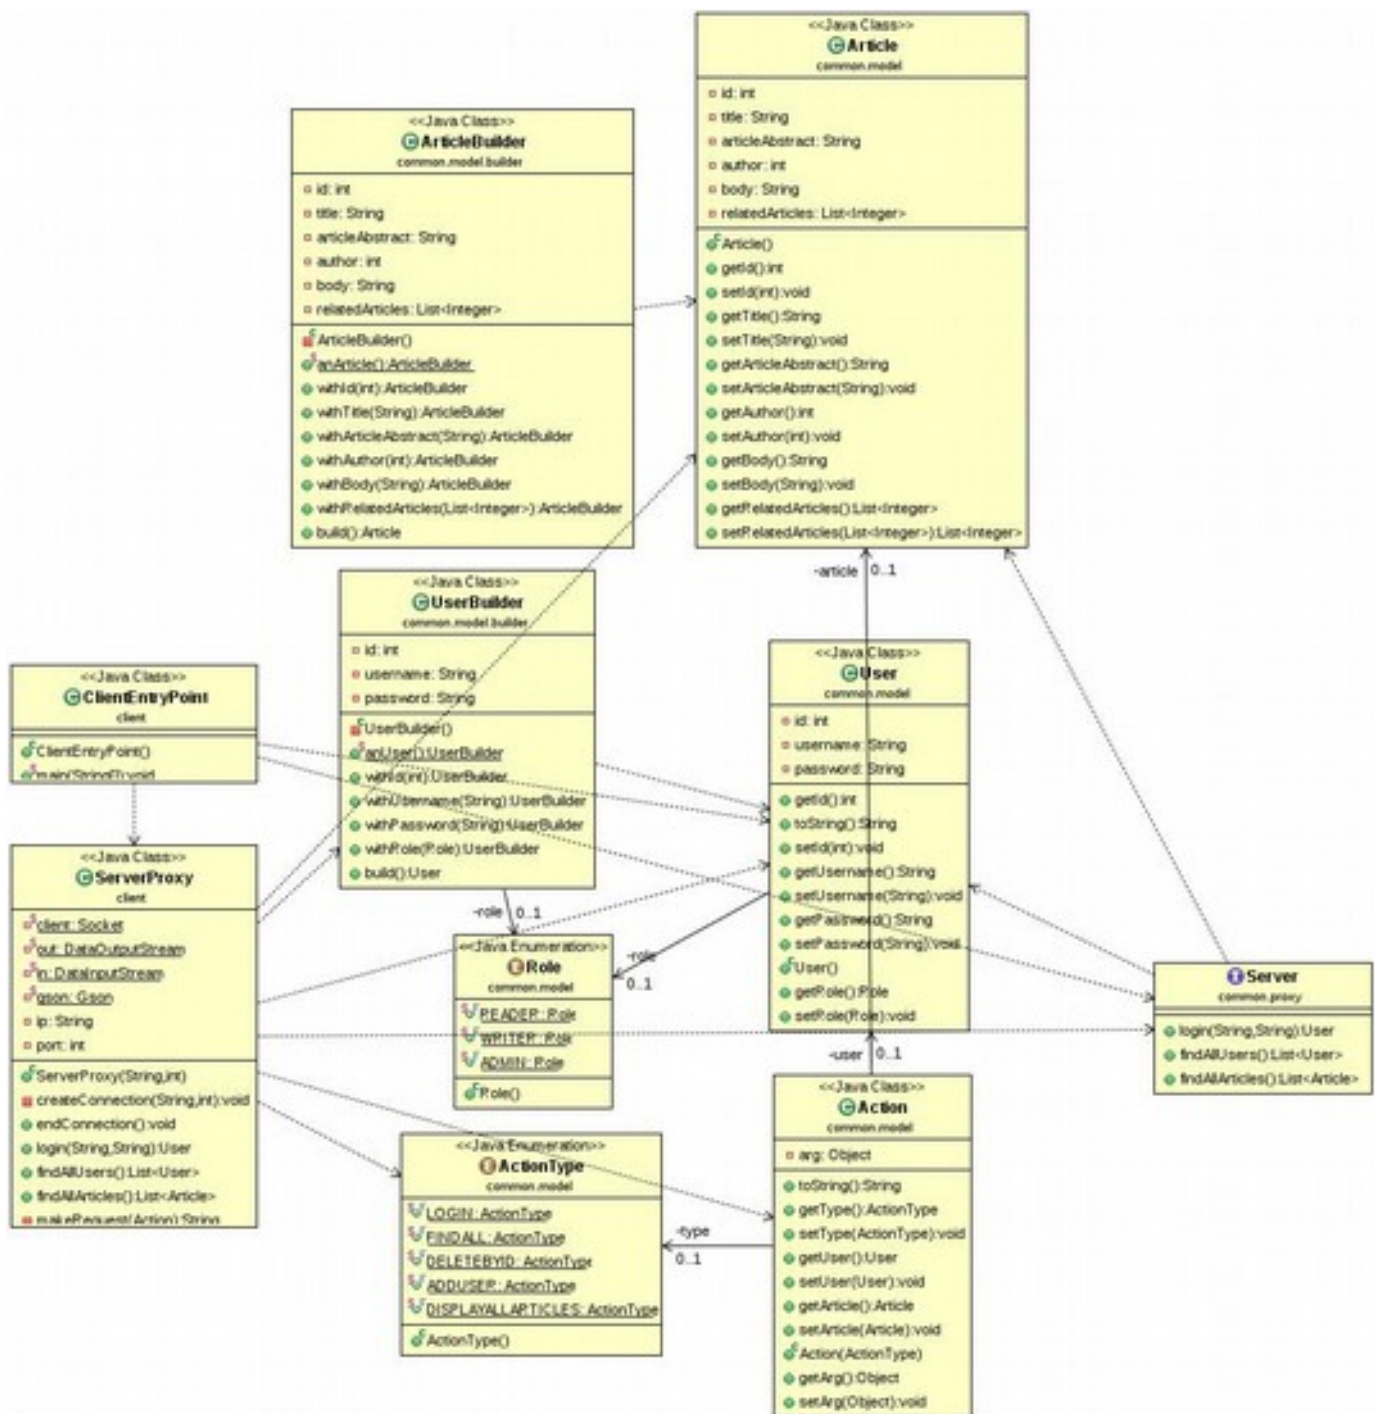 <<Java Class>>
Article
common.model
id: int
title: String
articleAbstract: String
author: int
body: String
relatedArticles: List<Integer>
Article()
getId():int
setId(int):void
getTitle():String
setTitle(String):void
getArticleAbstract():String
setArticleAbstract(String):void
getAuthor():int
setAuthor(int):void
getBody():String
setBody(String):void
getRelatedArticles():List<Integer>
setRelatedArticles(List<Integer>):List<Integer>
<<Java Class>>
ArticleBuilder
common.model.builder
id: int
title: String
articleAbstract: String
author: int
body: String
relatedArticles: List<Integer>
ArticleBuilder()
anArticle():ArticleBuilder
withId(int):ArticleBuilder
withTitle(String):ArticleBuilder
withArticleAbstract(String):ArticleBuilder
withAuthor(int):ArticleBuilder
withBody(String):ArticleBuilder
withRelatedArticles(List<Integer>):ArticleBuilder
build():Article
-article 0..1
<<Java Class>>
UserBuilder
common.model.builder
id: int
username: String
password: String
UserBuilder()
anUser():UserBuilder
withId(int):UserBuilder
withUsername(String):UserBuilder
withPassword(String):UserBuilder
withRole(Role):UserBuilder
build():User
<<Java Class>>
User
common.model
id: int
username: String
password: String
getId():int
toString():String
setId(int):void
getUsername():String
setUsername(String):void
getPassword():String
setPassword(String):void
User()
getRole():Role
setRole(Role):void
<<Java Class>>
ClientEntryPoint
client
ClientEntryPoint()
main(String[]):void
<<Java Class>>
ServerProxy
client
client: Socket
out: DataOutputStream
in: DataInputStream
gson: Gson
ip: String
port: int
ServerProxy(String,int)
createConnection(String,int):void
endConnection():void
login(String,String):User
findAllUsers():List<User>
findAllArticles():List<Article>
makeRequest(Action):String
-role 0..1
<<Java Enumeration>>
Role
common.model
READER: Role
WRITER: Role
ADMIN: Role
Role()
-role
0..1
Server
common.proxy
login(String,String):User
findAllUsers():List<User>
findAllArticles():List<Article>
-user 0..1
<<Java Enumeration>>
ActionType
common.model
LOGIN: ActionType
FINDALL: ActionType
DELETEBYID: ActionType
ADDUSER: ActionType
DISPLAYALLARTICLES: ActionType
ActionType()
-type
0..1
<<Java Class>>
Action
common.model
arg: Object
toString():String
getType():ActionType
setType(ActionType):void
getUser():User
setUser(User):void
getArticle():Article
setArticle(Article):void
Action(ActionType)
getArg():Object
setArg(Object):void